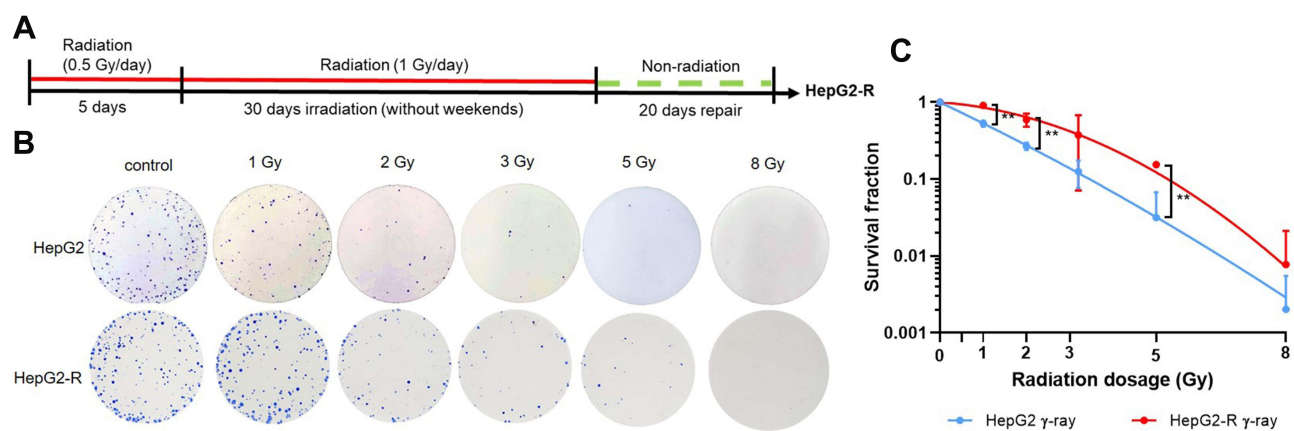 A
Radiation
(0.5 Gy/day)
Radiation (1 Gy/day)
Non-radiation
HepG2-R
5 days
30 days irradiation (without weekends)
20 days repair
B
control
1 Gy
2 Gy
3 Gy
5 Gy
8 Gy
HepG2
HepG2-R
C
Survival fraction
1
0.1
0.01
0.001
**
**
**
0
1
2
3
5
8
Radiation dosage (Gy)
HepG2 γ-ray
HepG2-R γ-ray